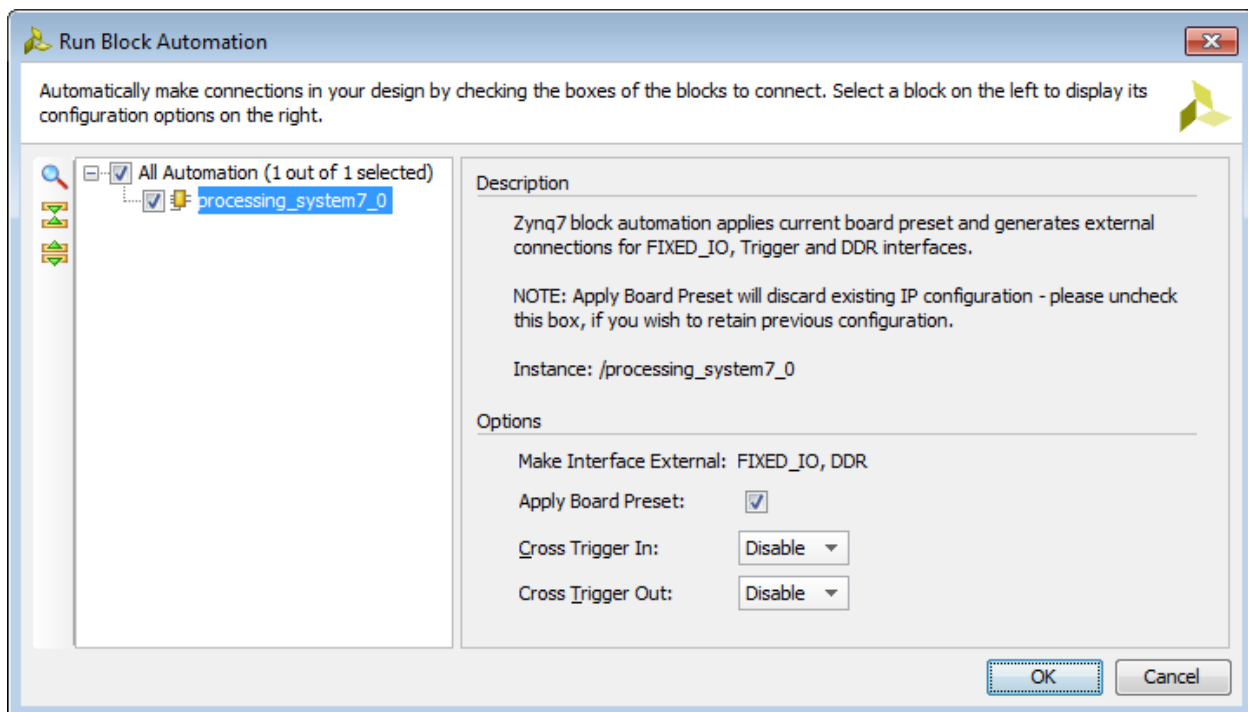 Run Block Automation
Automatically make connections in your design by checking the boxes of the blocks to connect. Select a block on the left to display its
configuration options on the right.
All Automation (1 out of 1 selected)
processing_system7_0
Description
Zynq7 block automation applies current board preset and generates external
connections for FIXED_IO, Trigger and DDR interfaces.
NOTE: Apply Board Preset will discard existing IP configuration - please uncheck
this box, if you wish to retain previous configuration.
Instance: /processing_system7_0
Options
Make Interface External: FIXED_IO, DDR
Apply Board Preset:
Cross Trigger In: Disable
Cross Trigger Out: Disable
OK Cancel